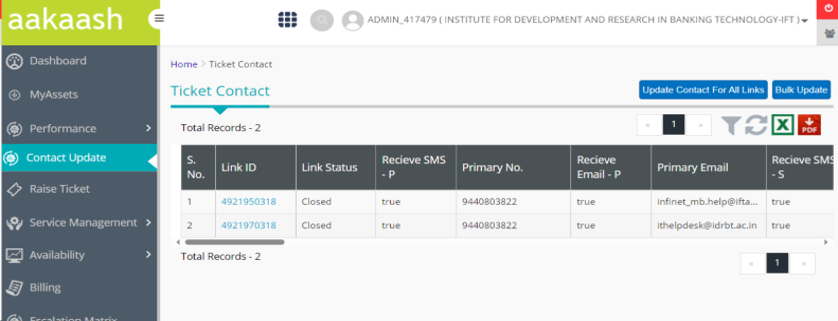 aakaash
ADMIN_417479 ( INSTITUTE FOR DEVELOPMENT AND RESEARCH IN BANKING TECHNOLOGY-IFT )
Dashboard
MyAssets
Performance
Contact Update
Raise Ticket
Service Management
Availability
Billing
Escalation Matrix
Home > Ticket Contact
Ticket Contact
Update Contact For All Links Bulk Update
Total Records - 2
« 1 »
PDF
S. No. Link ID Link Status Recieve SMS - P Primary No. Recieve Email - P Primary Email Recieve SMS - S
1 4921950318 Closed true 9440803822 true infinet_mb.help@ifta... true
2 4921970318 Closed true 9440803822 true ithelpdesk@idrbt.ac.in true
Total Records - 2
« 1 »